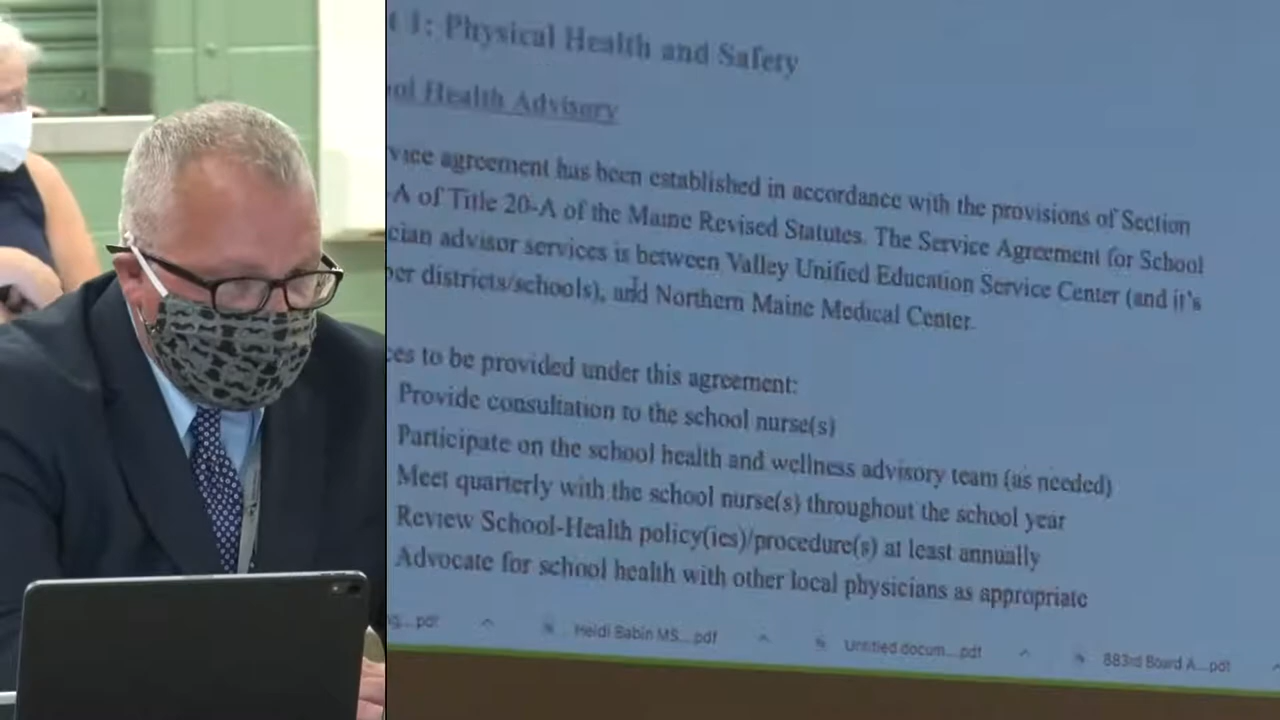 1: Physical Health and Safety
Health Advisory
agreement has been established in accordance with the provisions of Section
-A of Title 20-A of the Maine Revised Statutes. The Service Agreement for School
cian advisor services is between Valley Unified Education Service Center (and it's
districts/schools), and Northern Maine Medical Center.
to be provided under this agreement:
Provide consultation to the school nurse(s)
Participate on the school health and wellness advisory team (as needed)
Meet quarterly with the school nurse(s) throughout the school year
Review School-Health policy(ies)/procedure(s) at least annually
Advocate for school health with other local physicians as appropriate
...pdf
Heidi Babin MS...pdf
Untitled docum...pdf
883rd Board A...pdf